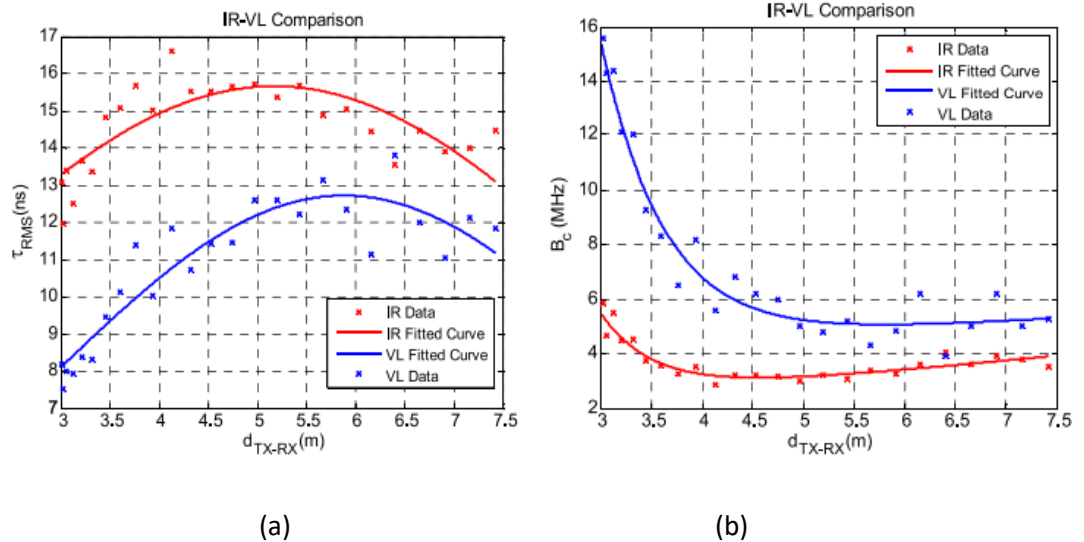 IR-VL Comparison
17
16
15
14
13
12
11
10
9
8
7
τRMS(ns)
3 3.5 4 4.5 5 5.5 6 6.5 7 7.5
dTX-RX(m)
IR Data
IR Fitted Curve
VL Fitted Curve
VL Data
(a)
IR-VL Comparison
16
14
12
10
8
6
4
2
Bc (MHz)
3 3.5 4 4.5 5 5.5 6 6.5 7 7.5
dTX-RX(m)
IR Data
IR Fitted Curve
VL Fitted Curve
VL Data
(b)